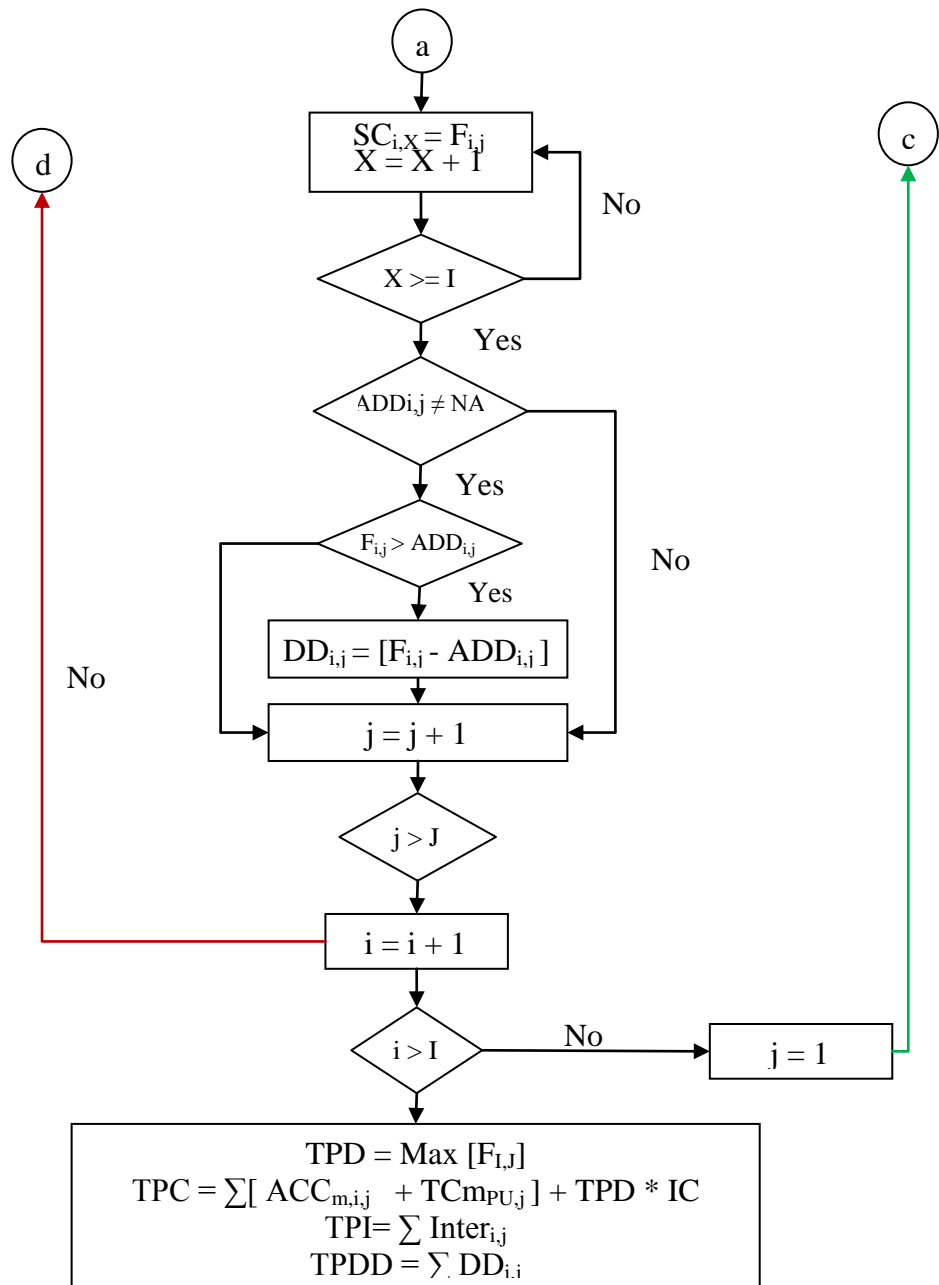 a
c
d
SCi,X = Fi,j
X = X + 1
No
X >= I
Yes
ADDi,j ≠ NA
Yes
Fi,j > ADDi,j
No
Yes
DDi,j = [Fi,j - ADDi,j ]
No
j = j + 1
j > J
i = i + 1
i > I
No
j = 1
TPD = Max [FI,J]
TPC = ∑[ ACCm,i,j + TCmPU,j ] + TPD * IC
TPI= ∑ Interi,j
TPDD = ∑ DDi,j